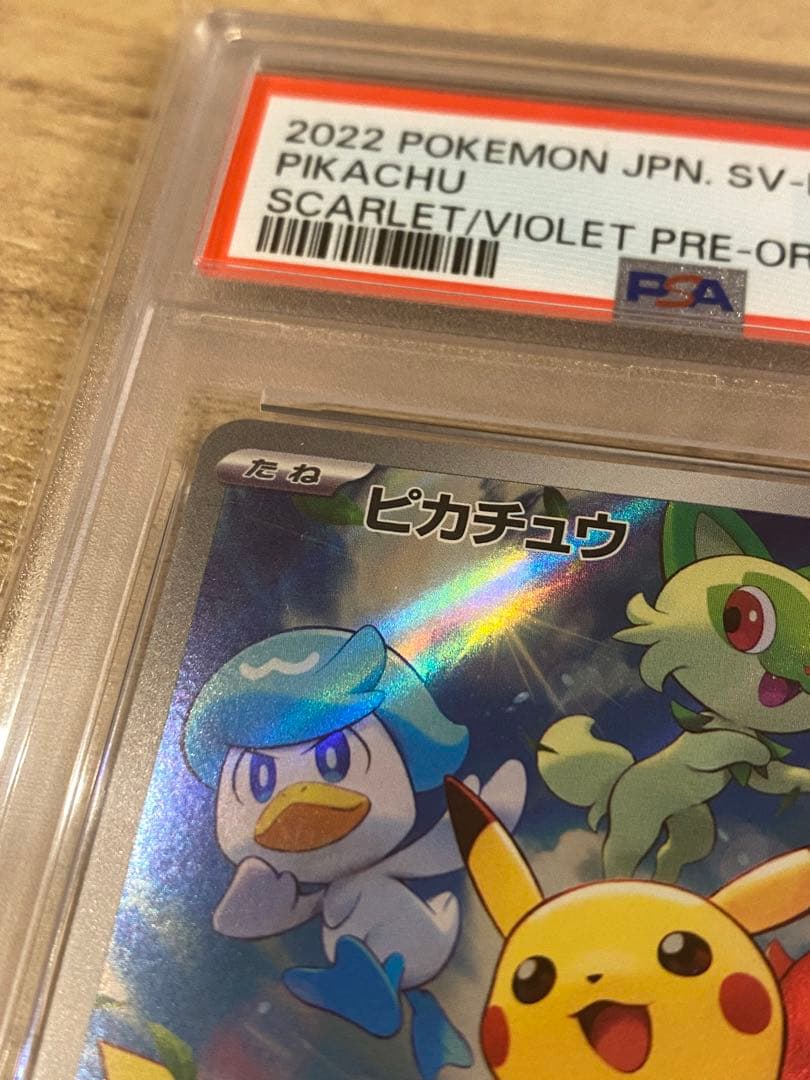 2022 POKEMON JPN. SV-
PIKACHU
SCARLET/VIOLET PRE-OR
PSA
たね
ピカチュウ